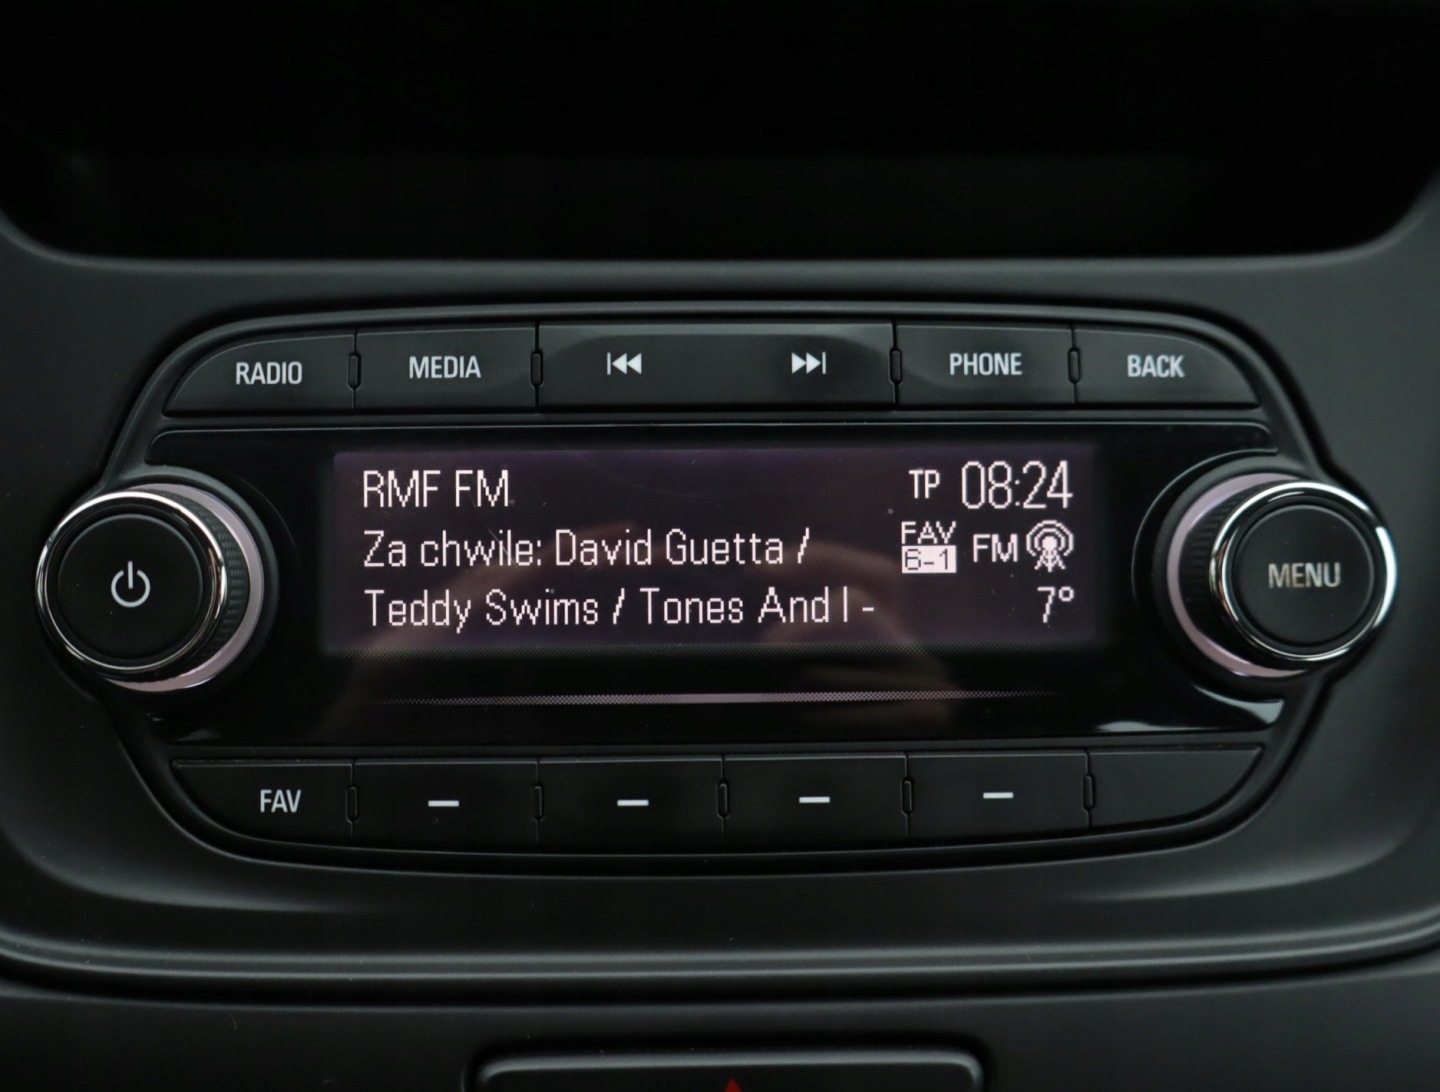 RADIO MEDIA PHONE BACK
RMF FM TP 08:24
Za chwile: David Guetta / FAV 6-1 FM
Teddy Swims / Tones And I - 7°
MENU
FAV